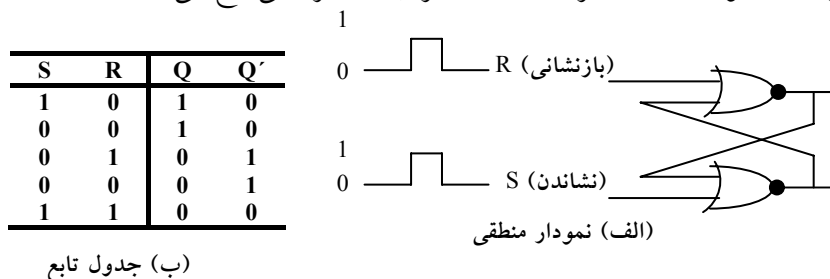 S R Q Q´
1 0 1 0
0 0 1 0
0 1 0 1
0 0 0 1
1 1 0 0
(ب) جدول تابع
1
0
R (بازنشانی)
1
0
S (نشاندن)
(الف) نمودار منطقی